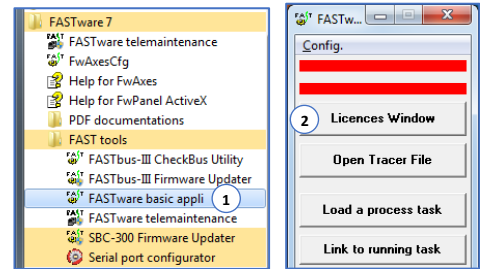 FASTware 7
FASTware telemaintenance
FwAxesCfg
Help for FwAxes
Help for FwPanel ActiveX
PDF documentations
FAST tools
FASTbus-III CheckBus Utility
FASTbus-III Firmware Updater
FASTware basic appli 1
FASTware telemaintenance
SBC-300 Firmware Updater
Serial port configurator
FASTw...
Config.
2 Licences Window
Open Tracer File
Load a process task
Link to running task